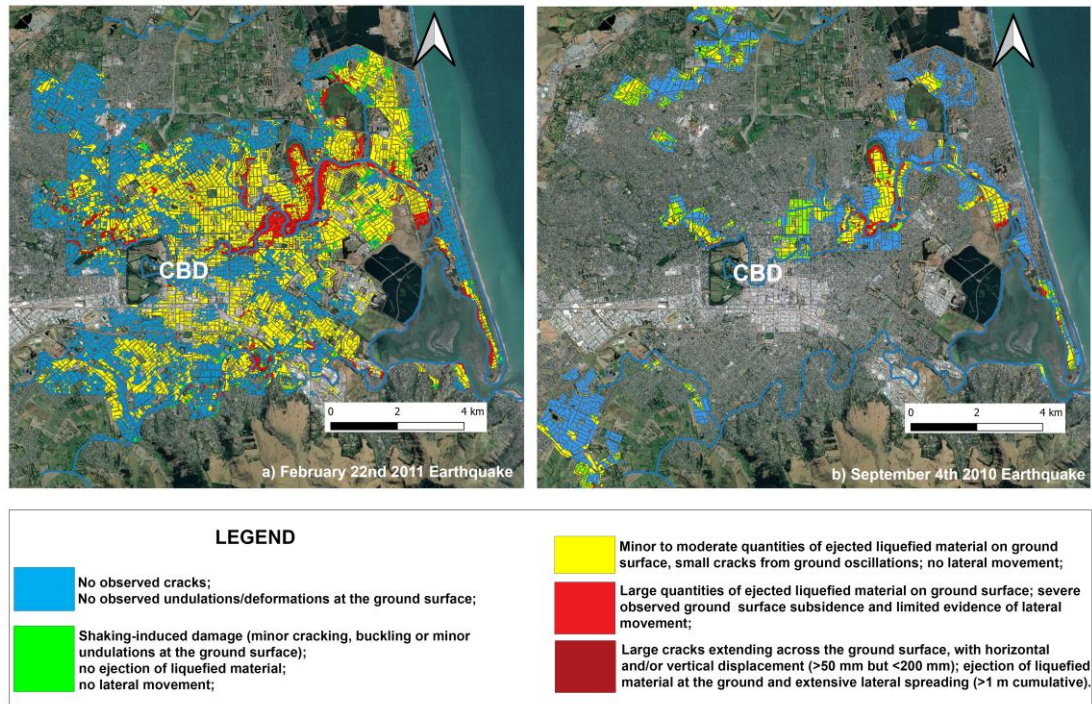 CBD
0 2 4 km
a) February 22nd 2011 Earthquake
CBD
0 2 4 km
b) September 4th 2010 Earthquake
LEGEND
No observed cracks;
No observed undulations/deformations at the ground surface;
Shaking-induced damage (minor cracking, buckling or minor
undulations at the ground surface);
no ejection of liquefied material;
no lateral movement;
Minor to moderate quantities of ejected liquefied material on ground
surface, small cracks from ground oscillations; no lateral movement;
Large quantities of ejected liquefied material on ground surface; severe
observed ground surface subsidence and limited evidence of lateral
movement;
Large cracks extending across the ground surface, with horizontal
and/or vertical displacement (>50 mm but <200 mm); ejection of liquefied
material at the ground and extensive lateral spreading (>1 m cumulative).